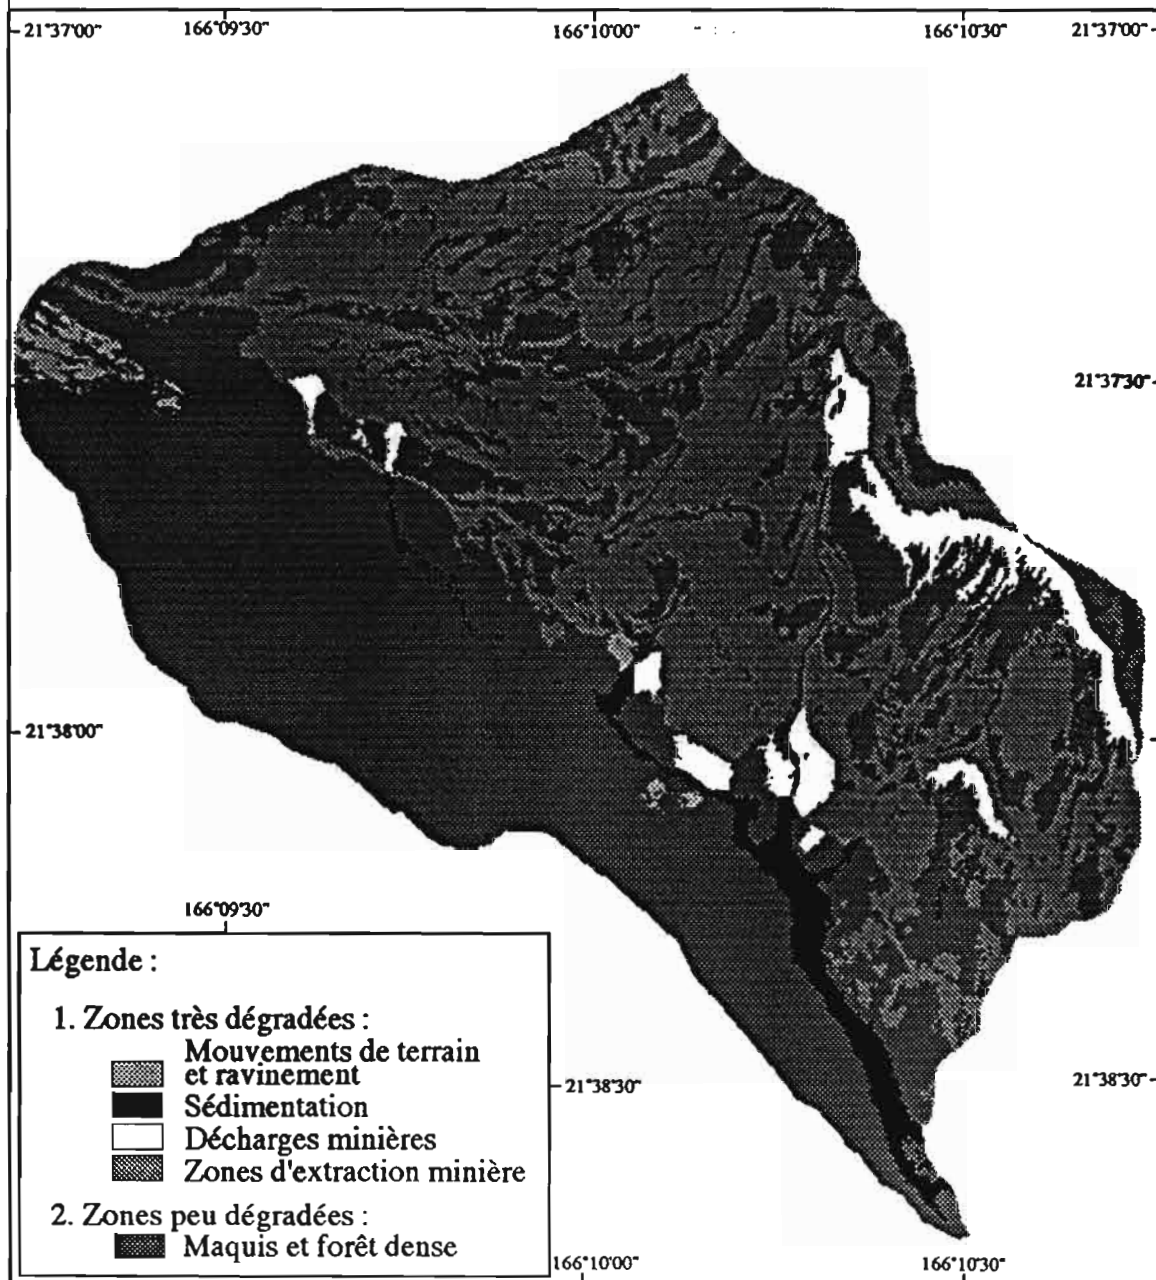 21°37'00" 166°09'30" 166°10'00" 166°10'30" 21°37'00"
21°37'30"
21°38'00"
166°09'30"
Légende :
1. Zones très dégradées :
Mouvements de terrain
et ravinement
Sédimentation
Décharges minières
Zones d'extraction minière
2. Zones peu dégradées :
Maquis et forêt dense
21°38'30" 21°38'30"
166°10'00" 166°10'30"